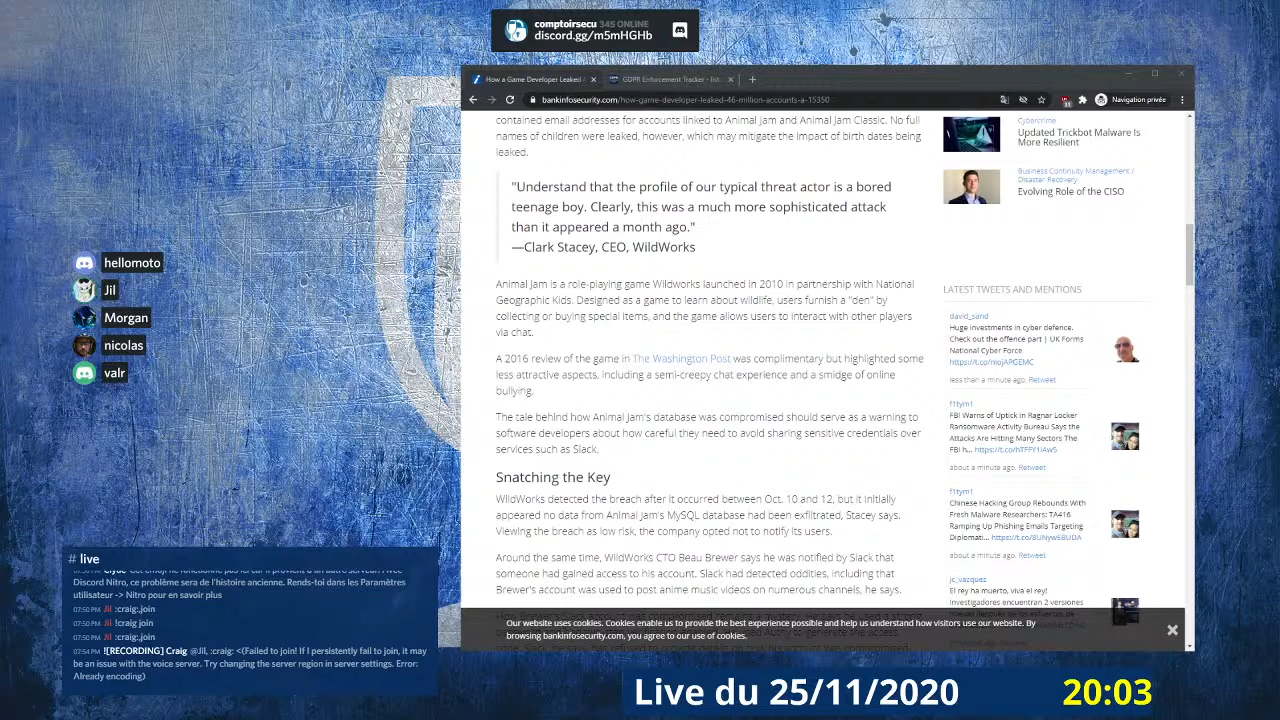 comptoirsecu 345 ONLINE
discord.gg/m5mHGHb
How a Game Developer Leaked
GDPR Enforcement Tracker - list
bankinfosecurity.com/how-game-developer-leaked-46-million-accounts-a-15350
Navigation privée
contained email addresses for accounts linked to Animal Jam and Animal Jam Classic. No full
names of children were leaked, however, which may mitigate the impact of birth dates being
leaked.
"Understand that the profile of our typical threat actor is a bored
teenage boy. Clearly, this was a much more sophisticated attack
than it appeared a month ago."
—Clark Stacey, CEO, WildWorks
Animal Jam is a role-playing game Wildworks launched in 2010 in partnership with National
Geographic Kids. Designed as a game to learn about wildlife, users furnish a "den" by
collecting or buying special items, and the game allows users to interact with other players
via chat.
A 2016 review of the game in The Washington Post was complimentary but highlighted some
less attractive aspects, including a semi-creepy chat experience and a smidge of online
bullying.
The tale behind how Animal Jam's database was compromised should serve as a warning to
software developers about how careful they need to avoid sharing sensitive credentials over
services such as Slack.
Snatching the Key
WildWorks detected the breach after it occurred between Oct. 10 and 12, but it initially
appeared no data from Animal Jam's MySQL database had been exfiltrated, Stacey says.
Viewing the breach as low risk, the company opted not to notify its users.
Around the same time, WildWorks CTO Beau Brewer says he was notified by Slack that
someone had gained access to his account. Slack had detected oddities, including that
Brewer's account was used to post anime music videos on numerous channels, he says.
Our website uses cookies. Cookies enable us to provide the best experience possible and help us understand how visitors use our website. By
browsing bankinfosecurity.com, you agree to our use of cookies.
Cybercrime
Updated Trickbot Malware Is
More Resilient
Business Continuity Management /
Disaster Recovery
Evolving Role of the CISO
LATEST TWEETS AND MENTIONS
david_sand
Huge investments in cyber defence.
Check out the offence part | UK Forms
National Cyber Force
https://t.co/mojAPGEMC
less than a minute ago. Retweet
f1tym1
FBI Warns of Uptick in Ragnar Locker
Ransomware Activity Bureau Says the
Attacks Are Hitting Many Sectors The
FBI h... https://t.co/hTFFY1iAw5
about a minute ago. Retweet
f1tym1
Chinese Hacking Group Rebounds With
Fresh Malware Researchers: TA416
Ramping Up Phishing Emails Targeting
Diplomati... https://t.co/8UNywEBUDA
about a minute ago. Retweet
jc_vazquez
El rey ha muerto, viva el rey!
Investigadores encuentran 2 versiones
hellomoto
Jil
Morgan
nicolas
valr
# live
Discord Nitro, ce problème sera de l'histoire ancienne. Rends-toi dans les Paramètres
utilisateur -> Nitro pour en savoir plus
07:50 PM Jil :craig:,join
07:50 PM Jil !craig join
07:50 PM Jil :craig:,join
07:54 PM ![RECORDING] Craig @Jil, :craig: <(Failed to join! If I persistently fail to join, it may
be an issue with the voice server. Try changing the server region in server settings. Error:
Already encoding)
Live du 25/11/2020
20:03